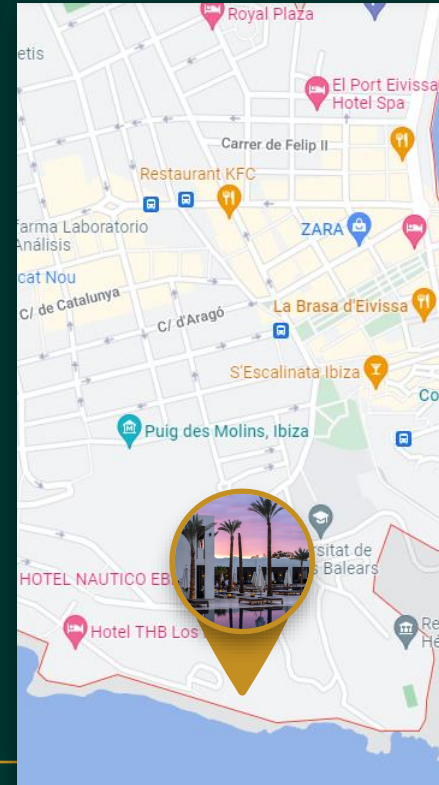 Royal Plaza
etis
El Port Eivissa
Hotel Spa
Carrer de Felip II
Restaurant KFC
arma Laboratorio
Análisis
ZARA
cat Nou
C/ de Catalunya
C/ d'Aragó
La Brasa d'Eivissa
S'Escalinata Ibiza
Co
Puig des Molins, Ibiza
sitat de
Balears
HOTEL NAUTICO EB
Hotel THB Los
Re
Hé